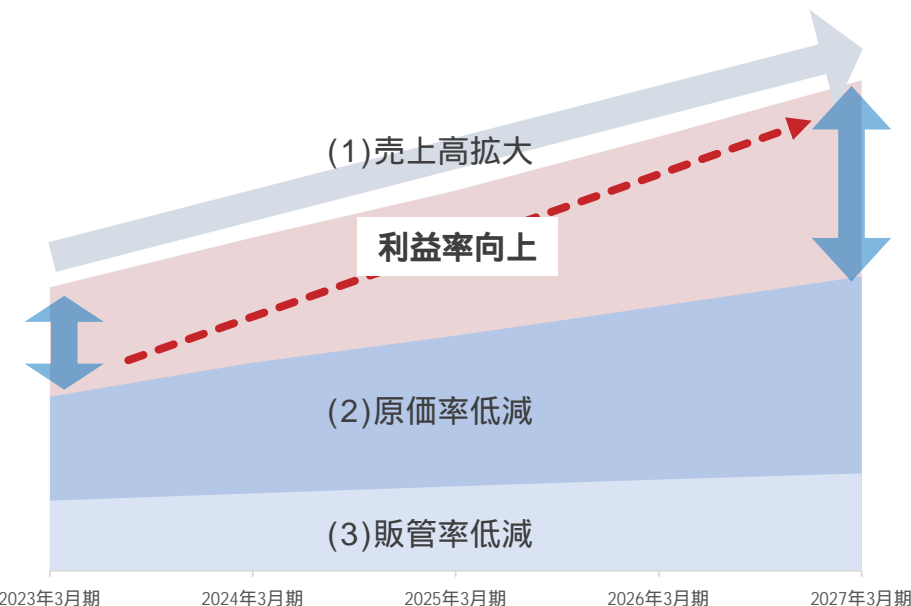 (1)売上高拡大
利益率向上
(2)原価率低減
(3)販管率低減
2023年3月期
2024年3月期
2025年3月期
2026年3月期
2027年3月期